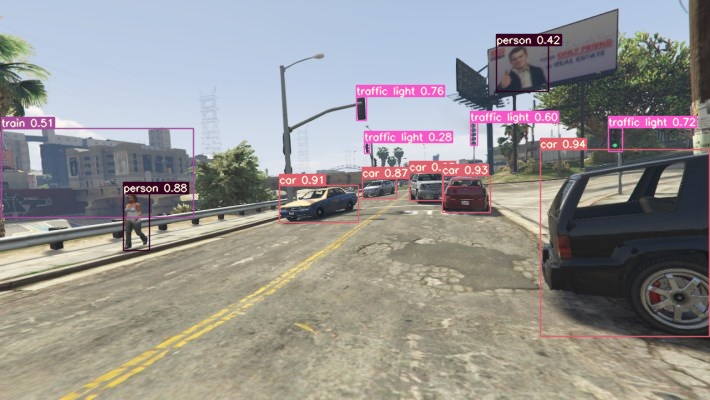 person 0.42
traffic light 0.76
traffic light 0.60
traffic light 0.72
train 0.51
traffic light 0.28
car 0.94
car 0.87
car 0.93
car 0.91
person 0.88
ONLY FRIEND
REAL ESTATE